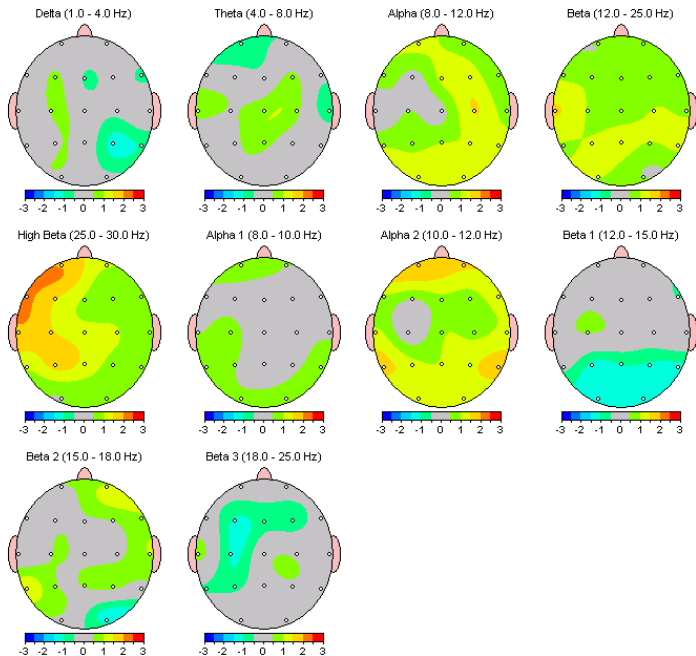 Delta (1.0 - 4.0 Hz) Theta (4.0 - 8.0 Hz) Alpha (8.0 - 12.0 Hz) Beta (12.0 - 25.0 Hz)
-3 -2 -1 0 1 2 3 -3 -2 -1 0 1 2 3 -3 -2 -1 0 1 2 3 -3 -2 -1 0 1 2 3
High Beta (25.0 - 30.0 Hz) Alpha 1 (8.0 - 10.0 Hz) Alpha 2 (10.0 - 12.0 Hz) Beta 1 (12.0 - 15.0 Hz)
-3 -2 -1 0 1 2 3 -3 -2 -1 0 1 2 3 -3 -2 -1 0 1 2 3 -3 -2 -1 0 1 2 3
Beta 2 (15.0 - 18.0 Hz) Beta 3 (18.0 - 25.0 Hz)
-3 -2 -1 0 1 2 3 -3 -2 -1 0 1 2 3